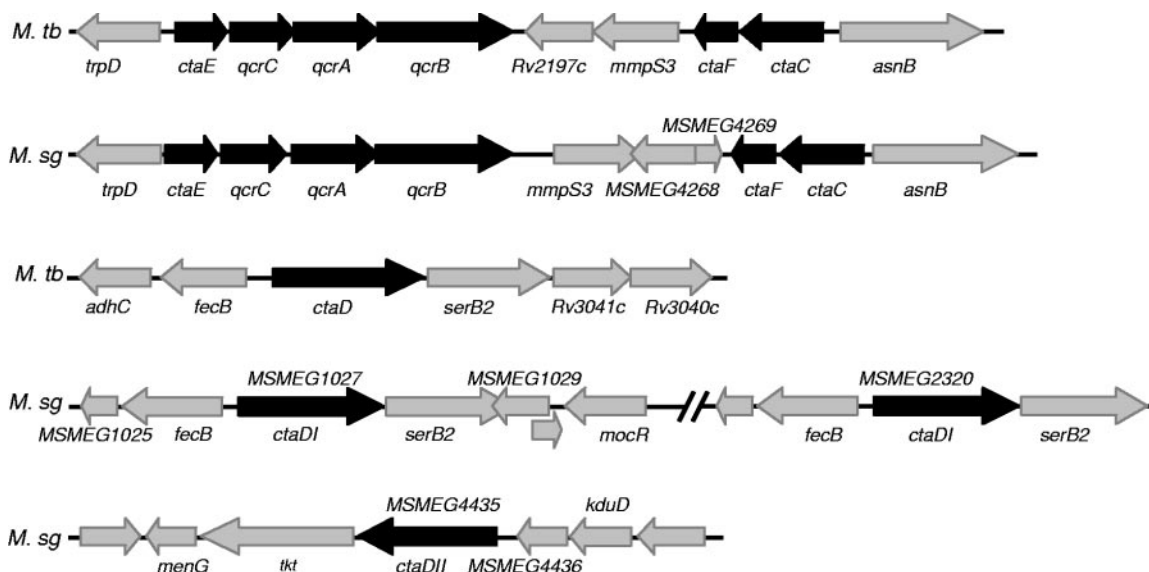 M. tb
trpD ctaE qcrC qcrA qcrB Rv2197c mmpS3 ctaF ctaC asnB
MSMEG4269
M. sg
trpD ctaE qcrC qcrA qcrB mmpS3 MSMEG4268 ctaF ctaC asnB
M. tb
adhC fecB ctaD serB2 Rv3041c Rv3040c
MSMEG1027 MSMEG1029 MSMEG2320
M. sg
MSMEG1025 fecB ctaDI serB2 mocR fecB ctaDI serB2
MSMEG4435 kduD
M. sg
menG tkt ctaDII MSMEG4436